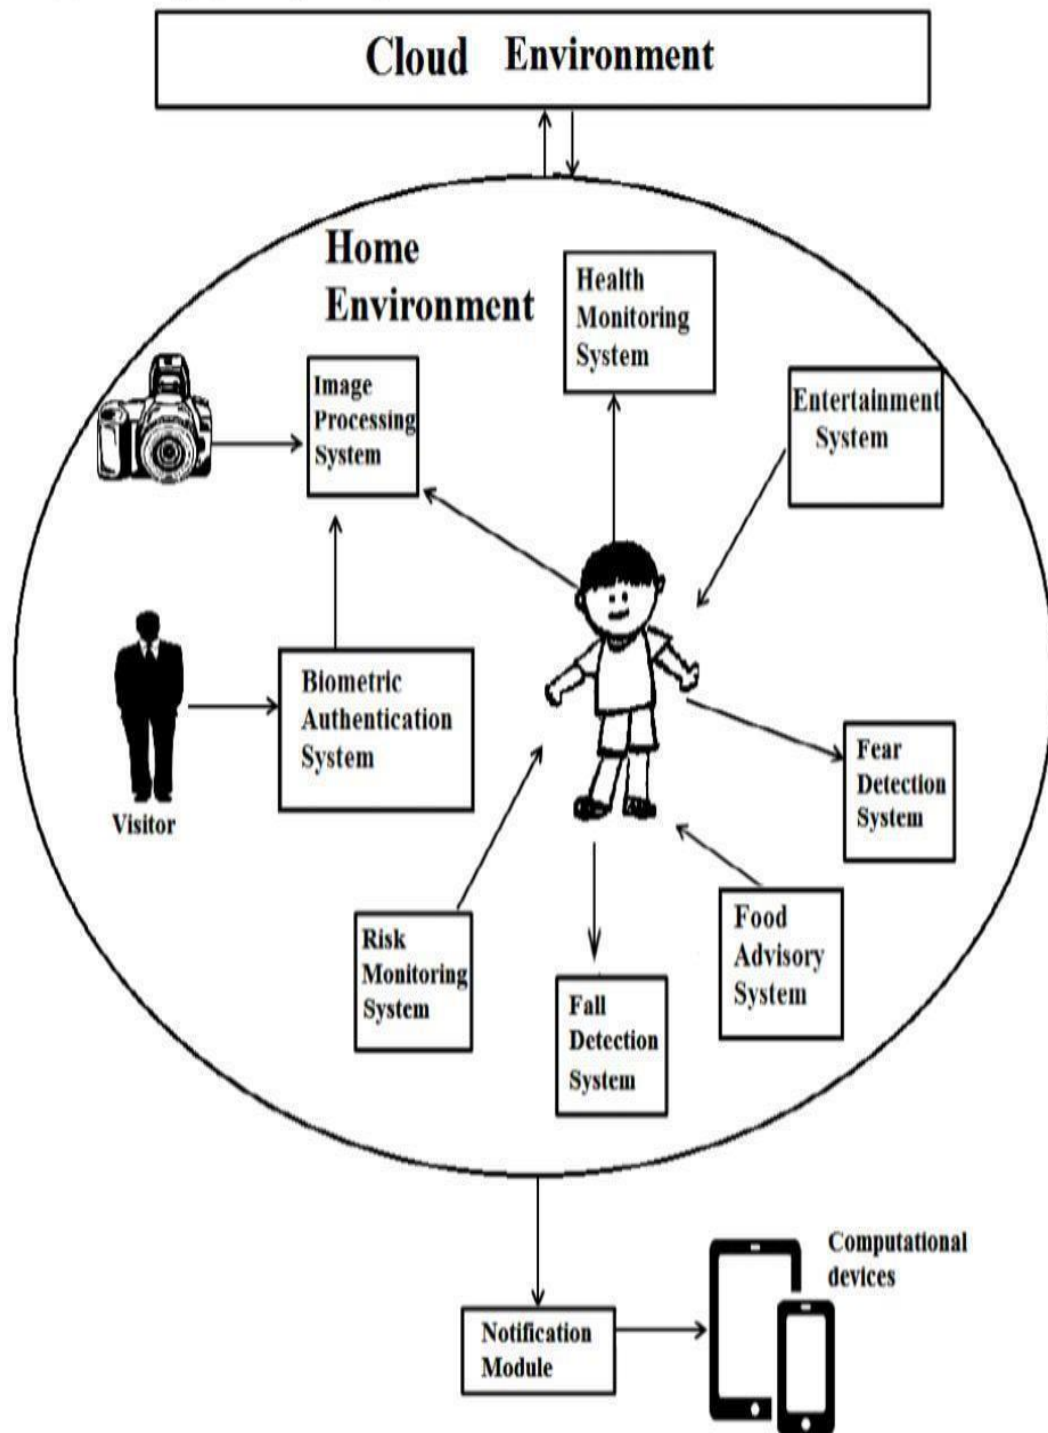 Cloud Environment
Home
Environment
Health
Monitoring
System
Image
Processing
System
Entertainment
System
Biometric
Authentication
System
Visitor
Fear
Detection
System
Risk
Monitoring
System
Food
Advisory
System
Fall
Detection
System
Computational
devices
Notification
Module